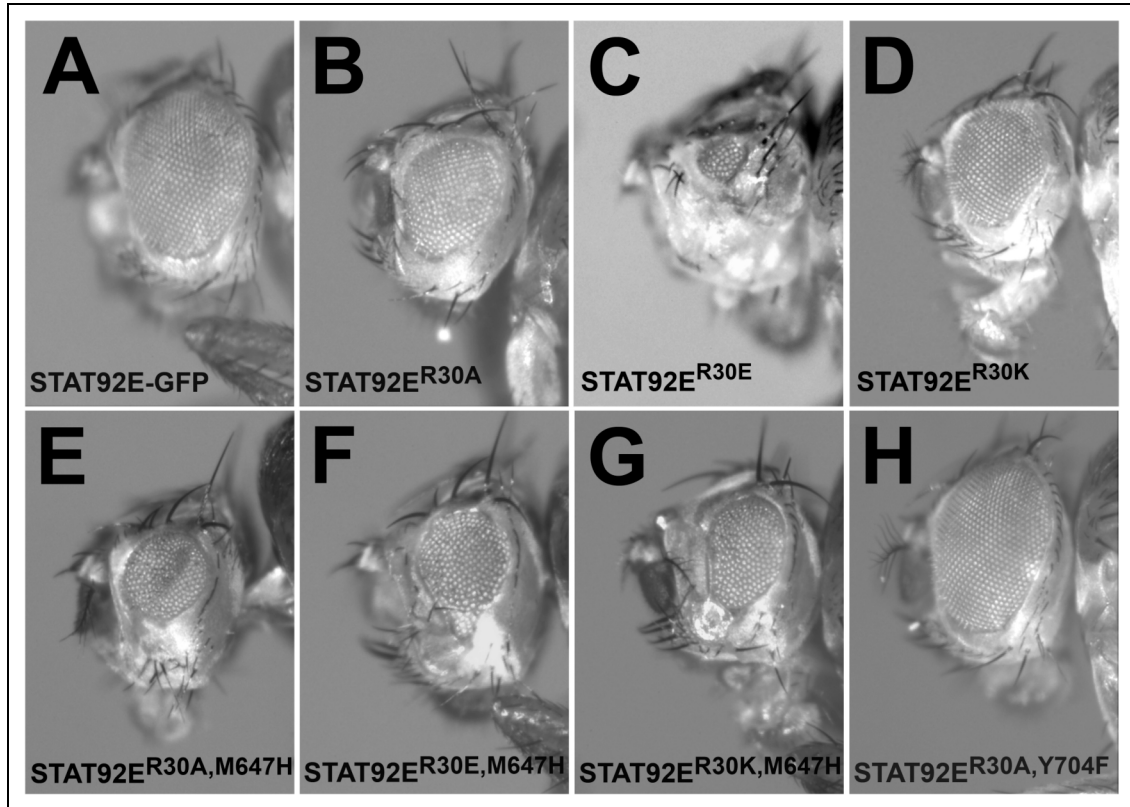 A B C D
STAT92E-GFP STAT92E^R30A STAT92E^R30E STAT92E^R30K
E F G H
STAT92E^R30A,M647H STAT92E^R30E,M647H STAT92E^R30K,M647H STAT92E^R30A,Y704F